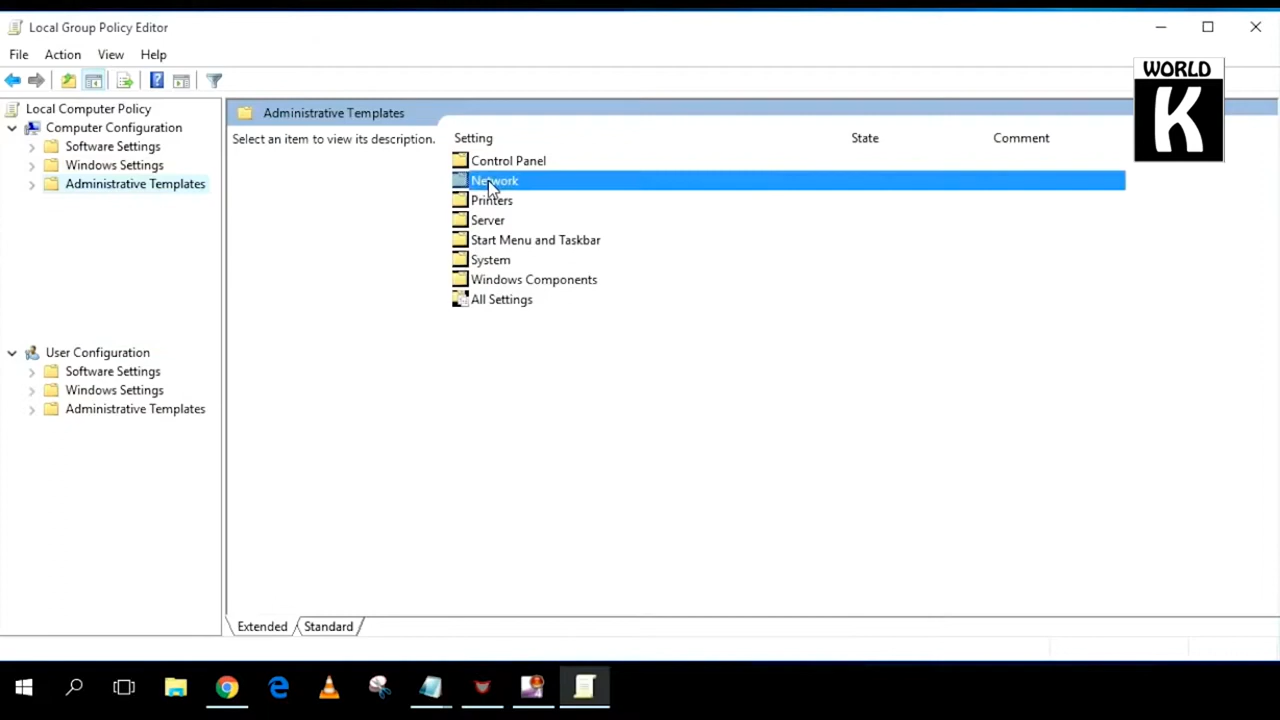 Local Group Policy Editor
File Action View Help
WORLD
K
Local Computer Policy
Computer Configuration
Software Settings
Windows Settings
Administrative Templates
User Configuration
Software Settings
Windows Settings
Administrative Templates
Administrative Templates
Select an item to view its description.
Setting State Comment
Control Panel
Network
Printers
Server
Start Menu and Taskbar
System
Windows Components
All Settings
Extended Standard